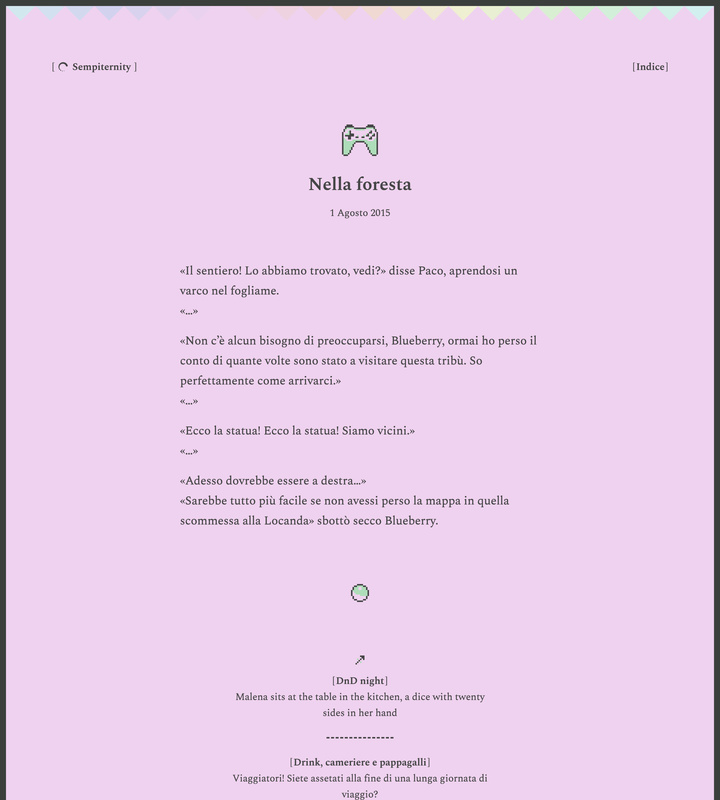 [ Sempiternity ]
[Indice]
Nella foresta
1 Agosto 2015
«Il sentiero! Lo abbiamo trovato, vedi?» disse Paco, aprendosi un
varco nel fogliame.
«…»
«Non c'è alcun bisogno di preoccuparsi, Blueberry, ormai ho perso il
conto di quante volte sono stato a visitare questa tribù. So
perfettamente come arrivarci.»
«…»
«Ecco la statua! Ecco la statua! Siamo vicini.»
«…»
«Adesso dovrebbe essere a destra…»
«Sarebbe tutto più facile se non avessi perso la mappa in quella
scommessa alla Locanda» sbottò secco Blueberry.
↗
[DnD night]
Malena sits at the table in the kitchen, a dice with twenty
sides in her hand
---------------
[Drink, cameriere e pappagalli]
Viaggiatori! Siete assetati alla fine di una lunga giornata di
viaggio?